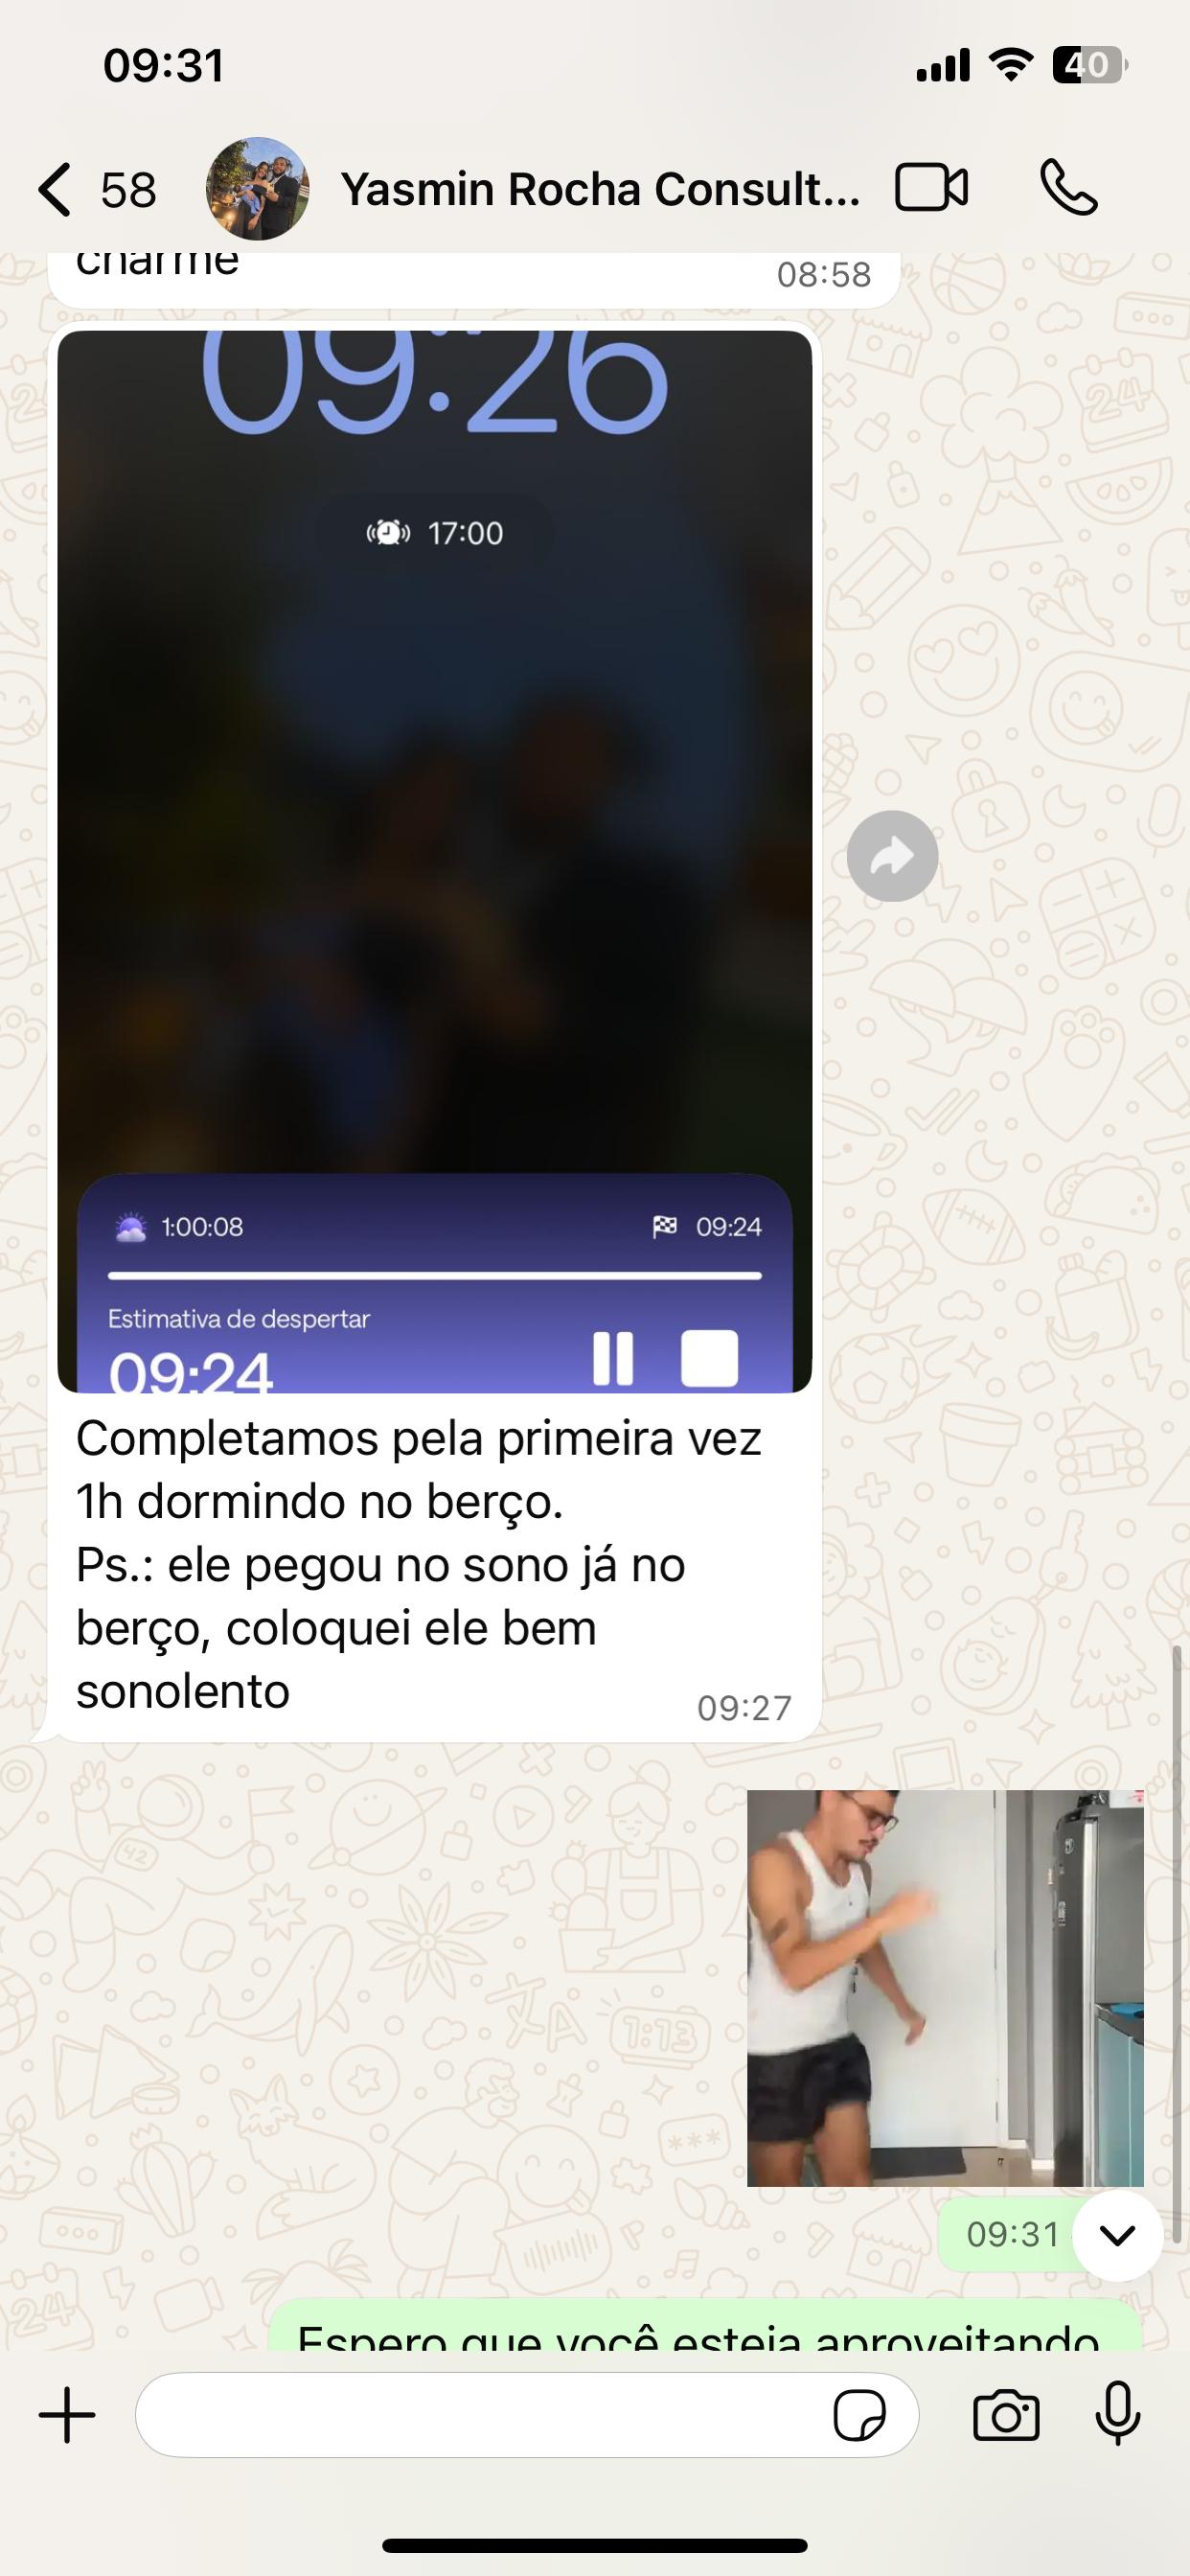 09:31
40
58
Yasmin Rocha Consult...
charme
08:58
09:26
17:00
1:00:08
09:24
Estimativa de despertar
09:24
Completamos pela primeira vez
1h dormindo no berço.
Ps.: ele pegou no sono já no
berço, coloquei ele bem
sonolento
09:27
09:31
Espero que você esteja aproveitando